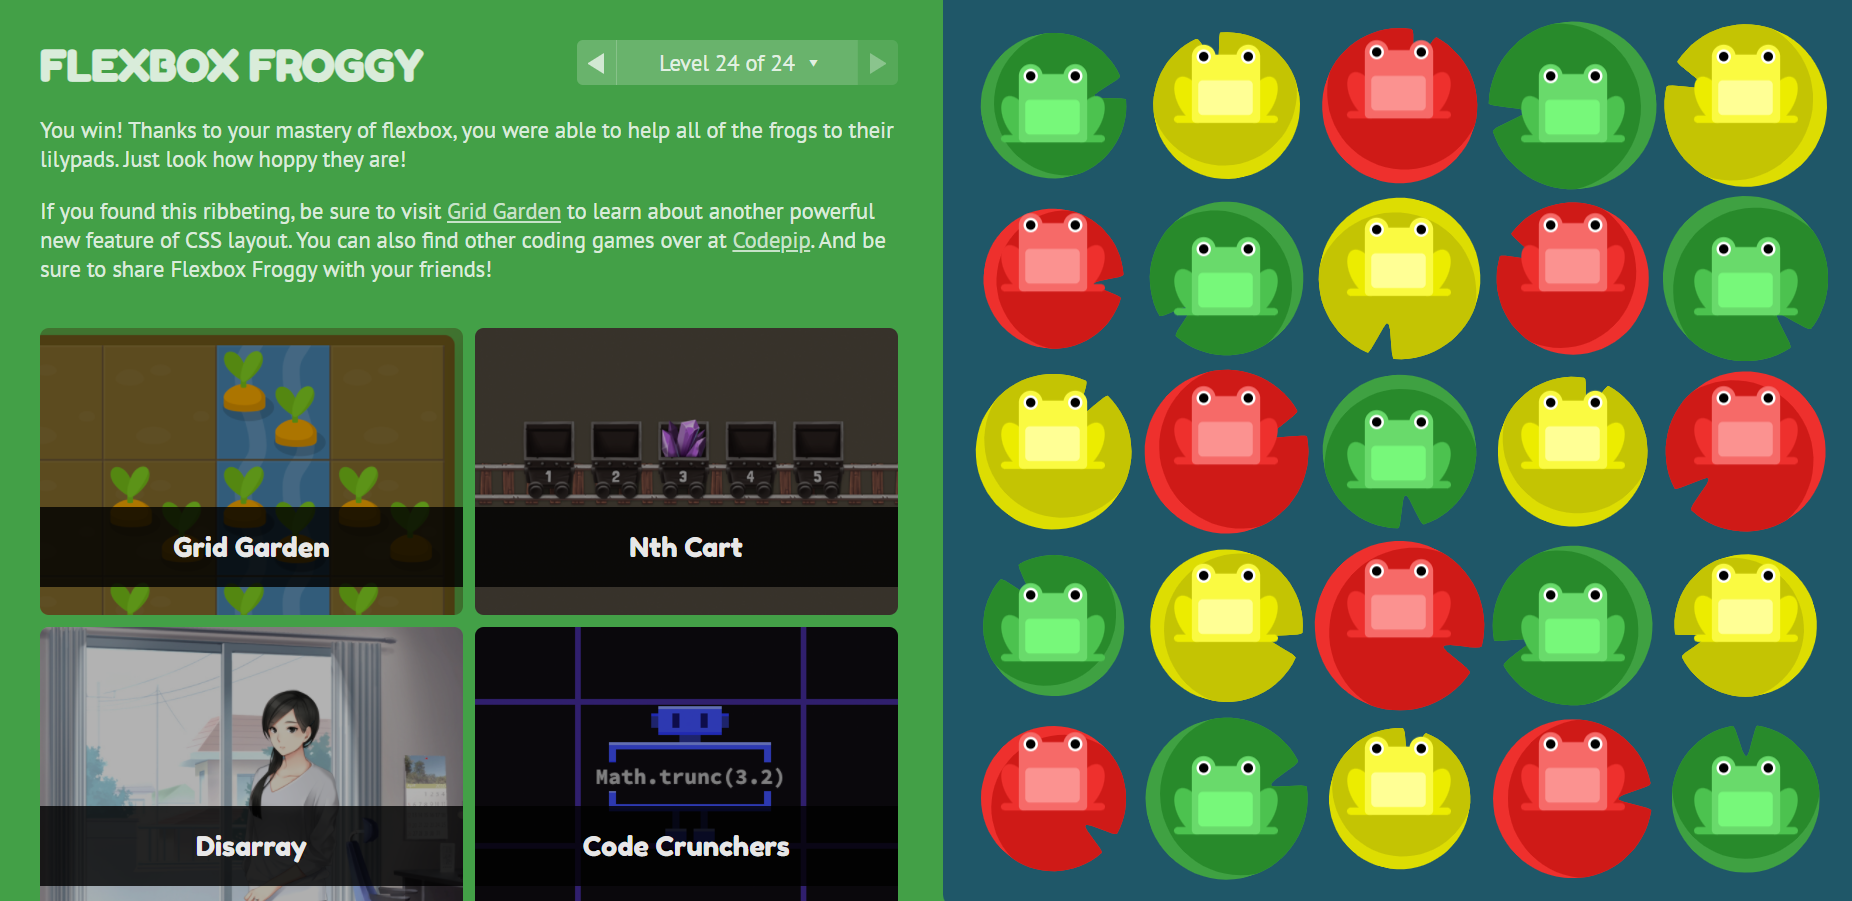 FLEXBOX FROGGY
Level 24 of 24
You win! Thanks to your mastery of flexbox, you were able to help all of the frogs to their
lilypads. Just look how hoppy they are!
If you found this ribbeting, be sure to visit Grid Garden to learn about another powerful
new feature of CSS layout. You can also find other coding games over at Codepip. And be
sure to share Flexbox Froggy with your friends!
1 2 3 4 5
Grid Garden
Nth Cart
Math.trunc(3.2)
Disarray
Code Crunchers